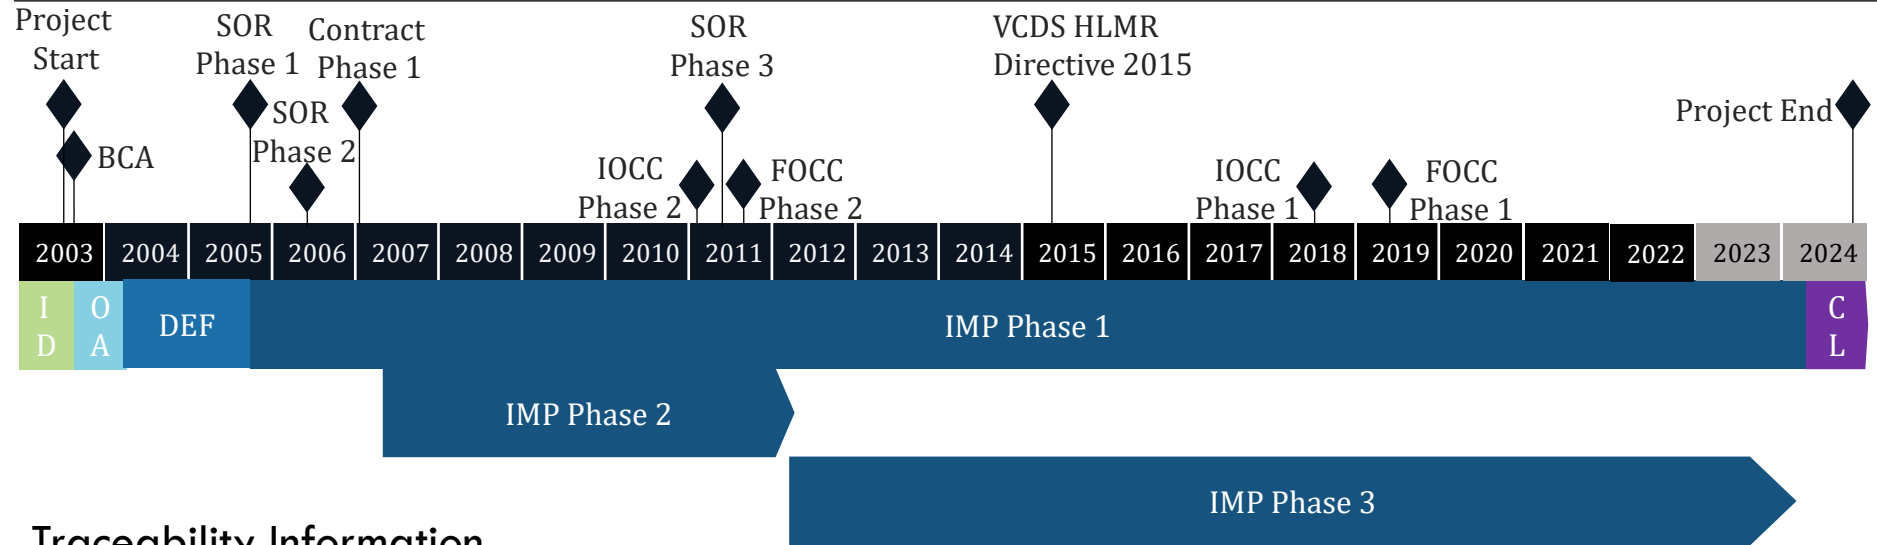 Project
Start
SOR
Phase 1
Contract
Phase 1
SOR
Phase 2
BCA
SOR
Phase 3
IOCC
Phase 2
FOCC
Phase 2
VCDS HLMR
Directive 2015
IOCC
Phase 1
FOCC
Phase 1
Project End
2003 2004 2005 2006 2007 2008 2009 2010 2011 2012 2013 2014 2015 2016 2017 2018 2019 2020 2021 2022 2023 2024
I
D
O
A
DEF
IMP Phase 1
C
L
IMP Phase 2
IMP Phase 3
Traceability Information